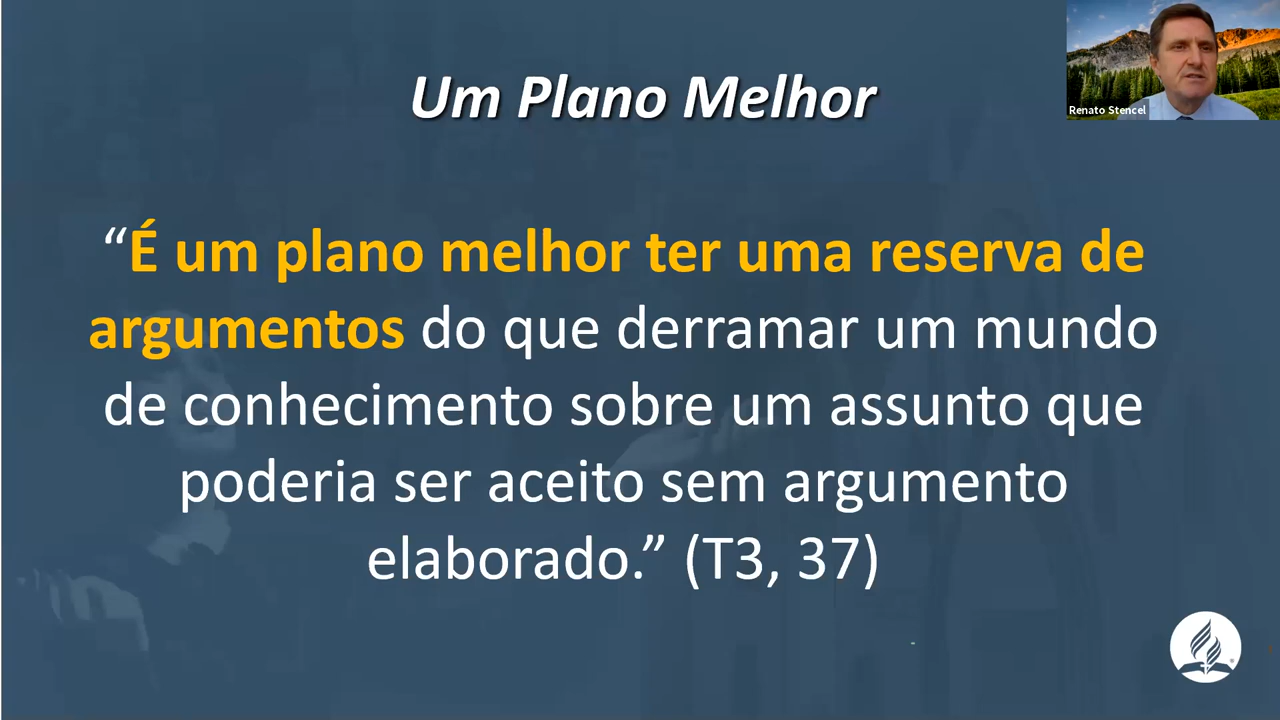 Um Plano Melhor
Renato Stencel
“É um plano melhor ter uma reserva de
argumentos do que derramar um mundo
de conhecimento sobre um assunto que
poderia ser aceito sem argumento
elaborado.” (T3, 37)